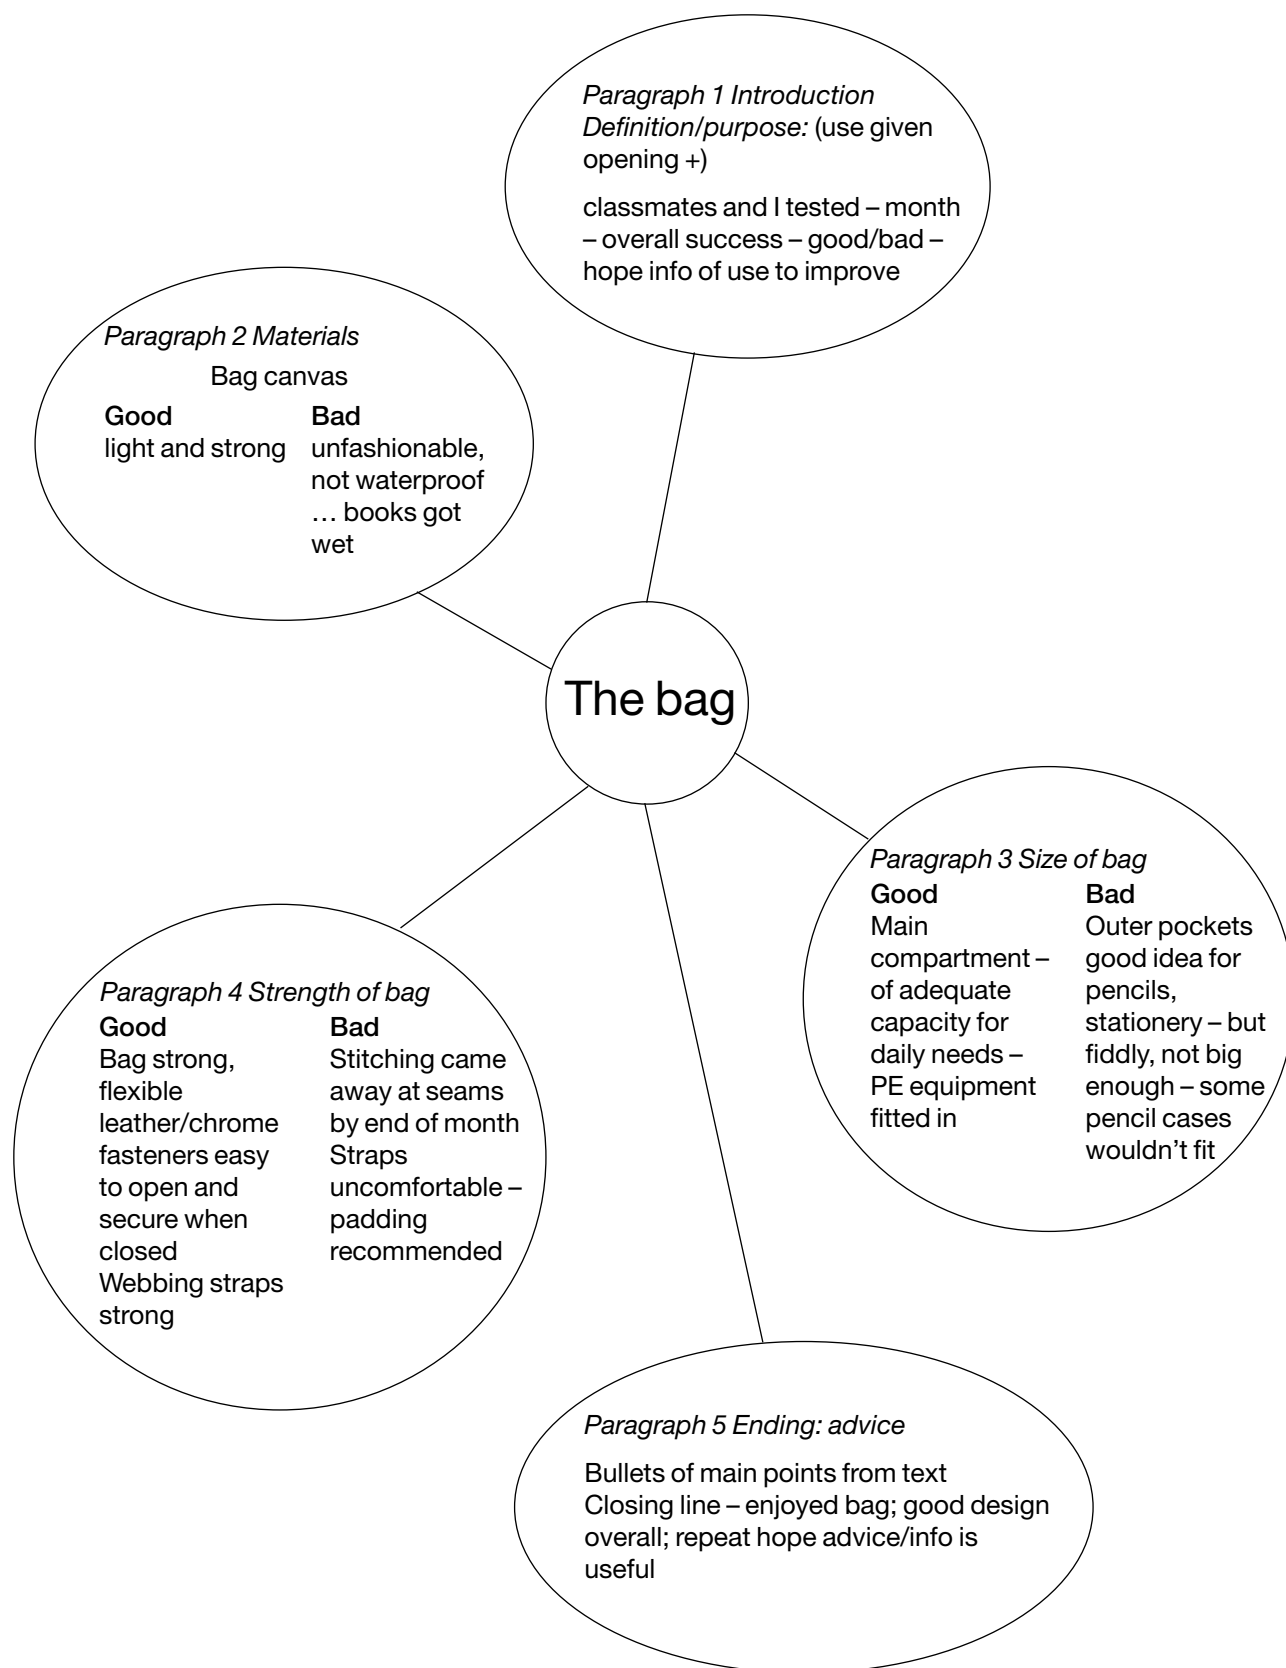 Paragraph 1 Introduction
Definition/purpose: (use given
opening +)
classmates and I tested – month
– overall success – good/bad –
hope info of use to improve
Paragraph 2 Materials
Bag canvas
Good
light and strong
Bad
unfashionable,
not waterproof
… books got
wet
The bag
Paragraph 3 Size of bag
Good
Main
compartment –
of adequate
capacity for
daily needs –
PE equipment
fitted in
Bad
Outer pockets
good idea for
pencils,
stationery – but
fiddly, not big
enough – some
pencil cases
wouldn’t fit
Paragraph 4 Strength of bag
Good
Bag strong,
flexible
leather/chrome
fasteners easy
to open and
secure when
closed
Webbing straps
strong
Bad
Stitching came
away at seams
by end of month
Straps
uncomfortable –
padding
recommended
Paragraph 5 Ending: advice
Bullets of main points from text
Closing line – enjoyed bag; good design
overall; repeat hope advice/info is
useful